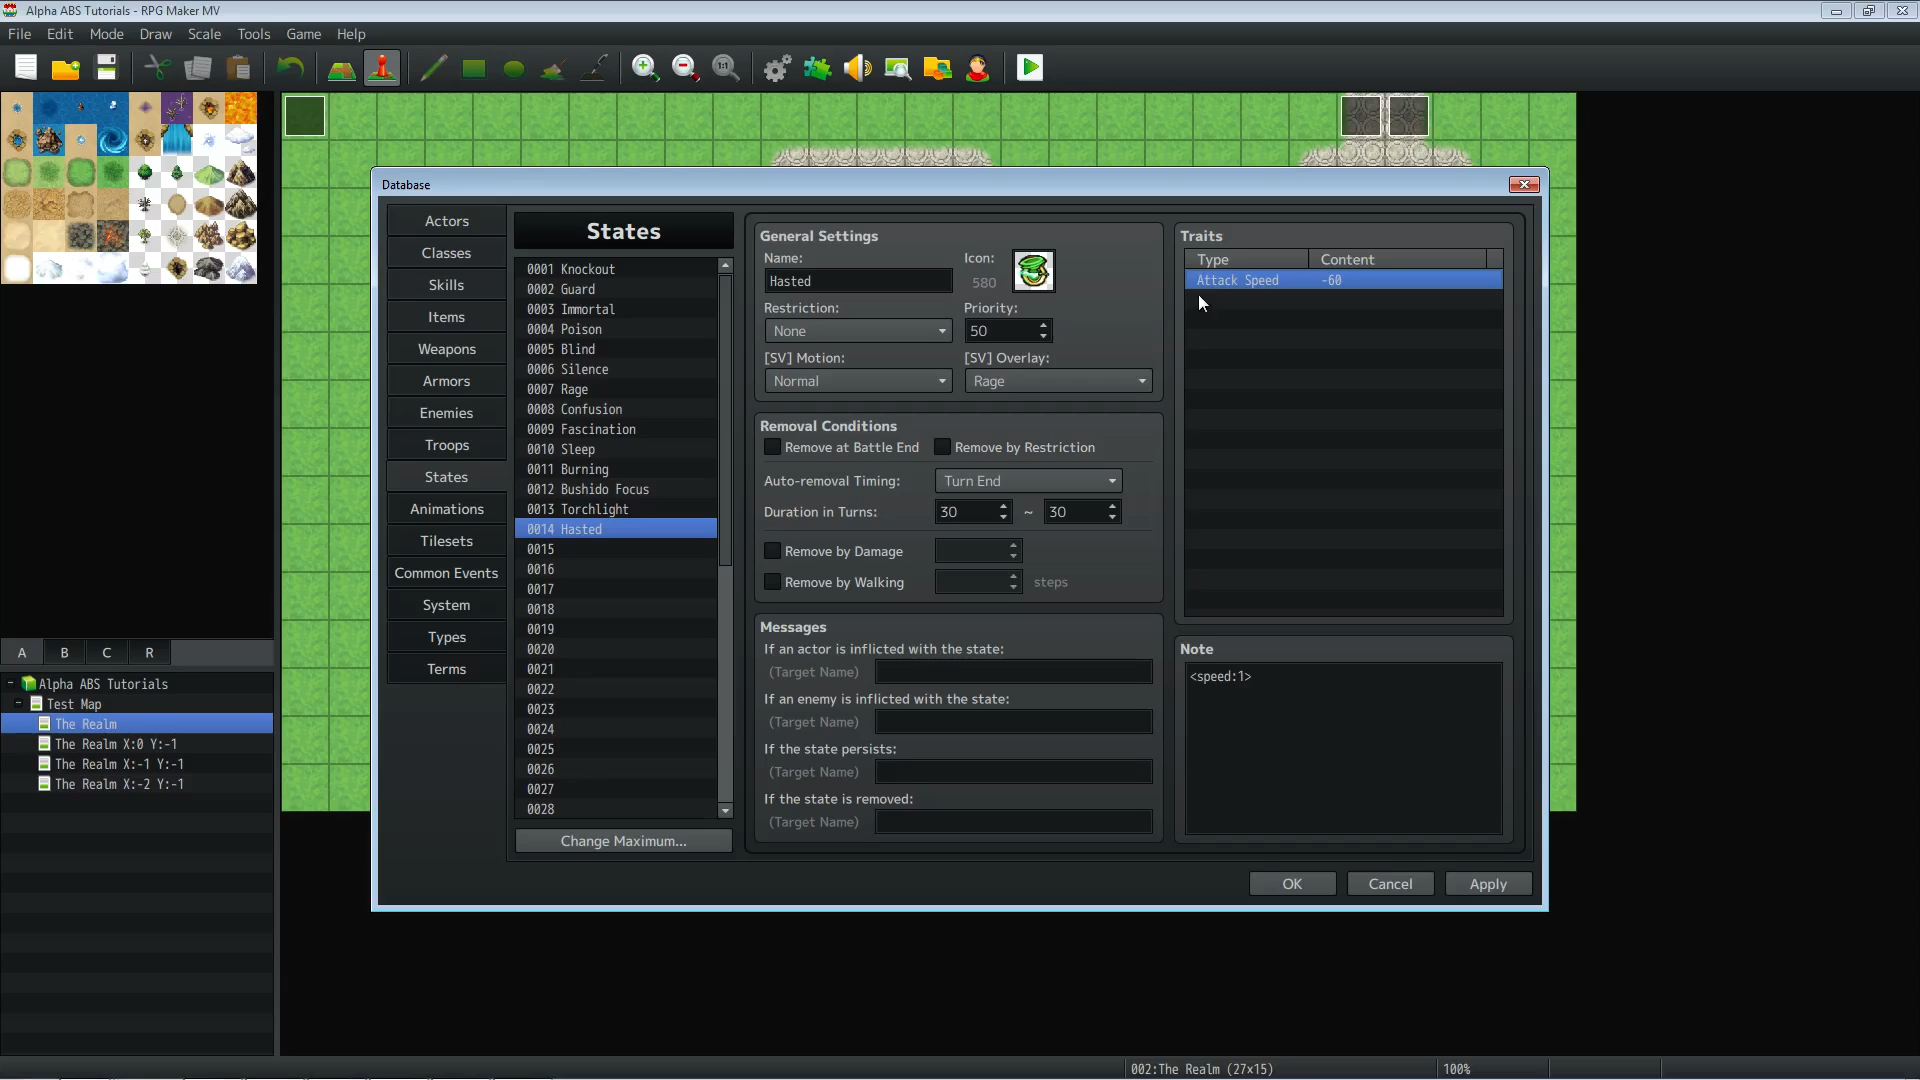 Alpha ABS Tutorials - RPG Maker MV
File Edit Mode Draw Scale Tools Game Help
1:1
Database
Actors
Classes
Skills
Items
Weapons
Armors
Enemies
Troops
States
Animations
Tilesets
Common Events
System
Types
Terms
States
0001 Knockout
0002 Guard
0003 Immortal
0004 Poison
0005 Blind
0006 Silence
0007 Rage
0008 Confusion
0009 Fascination
0010 Sleep
0011 Burning
0012 Bushido Focus
0013 Torchlight
0014 Hasted
0015
0016
0017
0018
0019
0020
0021
0022
0023
0024
0025
0026
0027
0028
Change Maximum...
General Settings
Name: Icon:
Hasted 580
Restriction: Priority:
None 50
[SV] Motion: [SV] Overlay:
Normal Rage
Removal Conditions
Remove at Battle End Remove by Restriction
Auto-removal Timing: Turn End
Duration in Turns: 30 ~ 30
Remove by Damage
Remove by Walking steps
Messages
If an actor is inflicted with the state:
(Target Name)
If an enemy is inflicted with the state:
(Target Name)
If the state persists:
(Target Name)
If the state is removed:
(Target Name)
Traits
Type Content
Attack Speed -60
Note
<speed:1>
OK Cancel Apply
A B C R
Alpha ABS Tutorials
Test Map
The Realm
The Realm X:0 Y:-1
The Realm X:-1 Y:-1
The Realm X:-2 Y:-1
002:The Realm (27x15) 100%